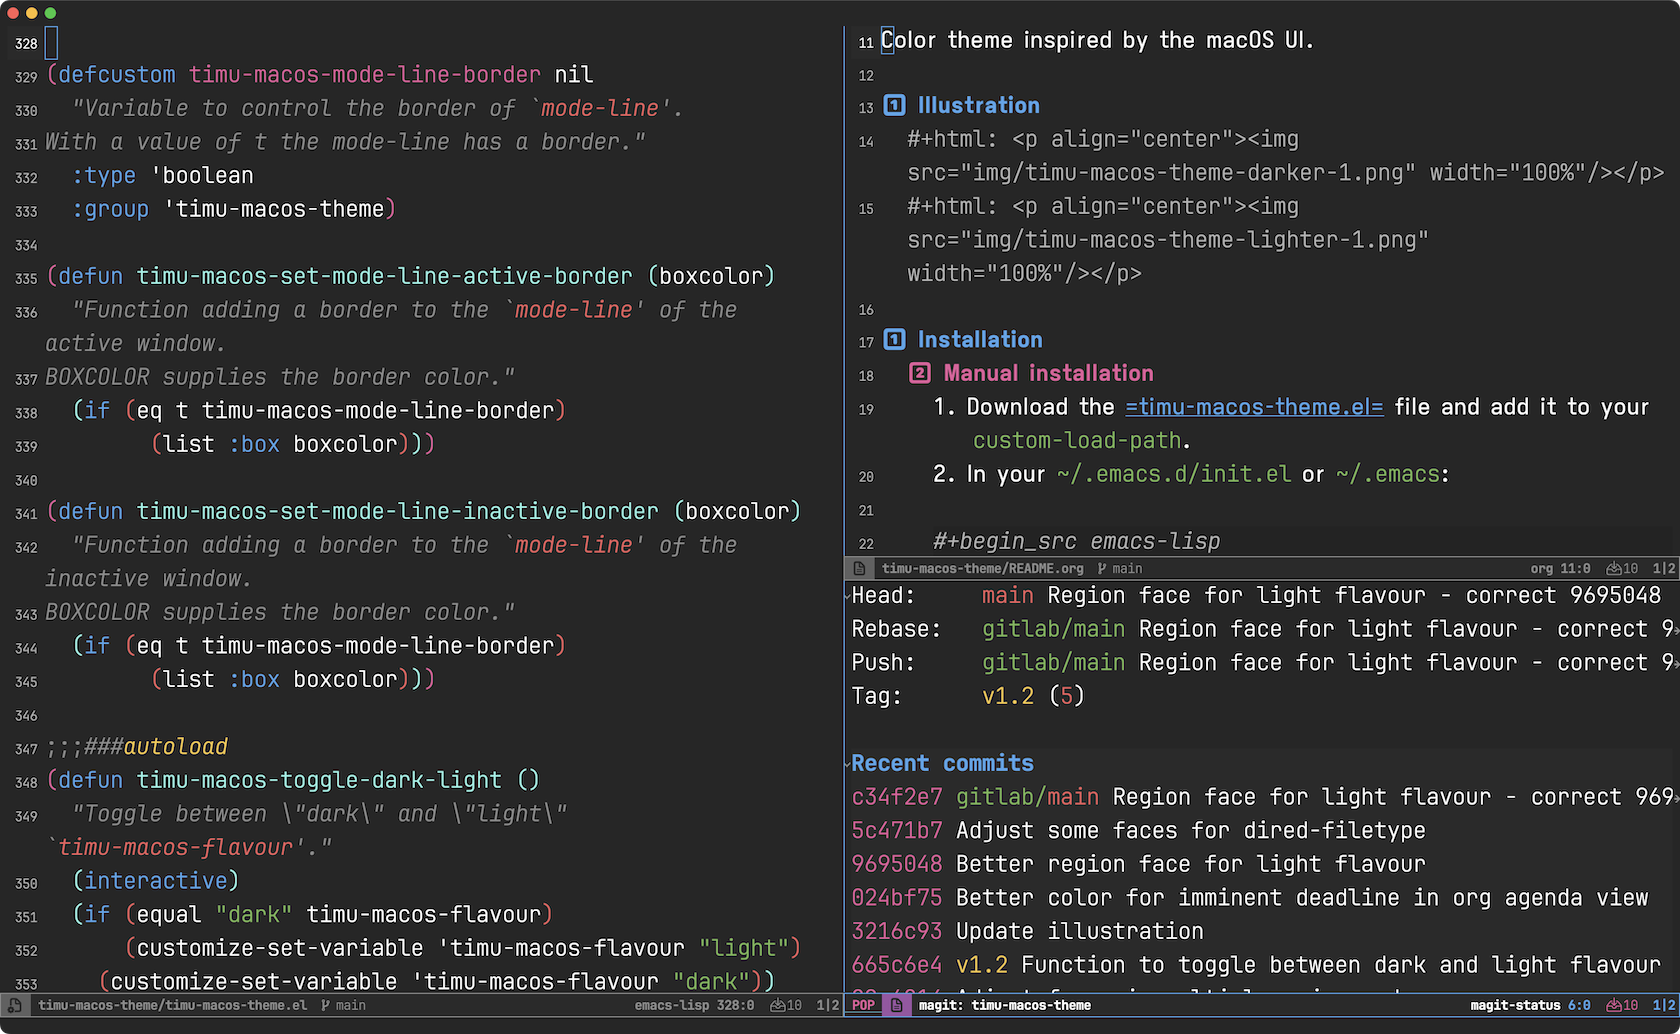 328
329 (defcustom timu-macos-mode-line-border nil
330 "Variable to control the border of `mode-line'.
331 With a value of t the mode-line has a border."
332 :type 'boolean
333 :group 'timu-macos-theme)
334
335 (defun timu-macos-set-mode-line-active-border (boxcolor)
336 "Function adding a border to the `mode-line' of the
active window.
337 BOXCOLOR supplies the border color."
338 (if (eq t timu-macos-mode-line-border)
339 (list :box boxcolor)))
340
341 (defun timu-macos-set-mode-line-inactive-border (boxcolor)
342 "Function adding a border to the `mode-line' of the
inactive window.
343 BOXCOLOR supplies the border color."
344 (if (eq t timu-macos-mode-line-border)
345 (list :box boxcolor)))
346
347 ;;;###autoload
348 (defun timu-macos-toggle-dark-light ()
349 "Toggle between \"dark\" and \"light\"
`timu-macos-flavour'."
350 (interactive)
351 (if (equal "dark" timu-macos-flavour)
352 (customize-set-variable 'timu-macos-flavour "light")
353 (customize-set-variable 'timu-macos-flavour "dark"))
timu-macos-theme/timu-macos-theme.el main emacs-lisp 328:0 10 1|2
11 Color theme inspired by the macOS UI.
12
13 1 Illustration
14 #+html: <p align="center"><img
src="img/timu-macos-theme-darker-1.png" width="100%"/></p>
15 #+html: <p align="center"><img
src="img/timu-macos-theme-lighter-1.png"
width="100%"/></p>
16
17 1 Installation
18 2 Manual installation
19 1. Download the =timu-macos-theme.el= file and add it to your
custom-load-path.
20 2. In your ~/.emacs.d/init.el or ~/.emacs:
21
22 #+begin_src emacs-lisp
timu-macos-theme/README.org main org 11:0 10 1|2
Head: main Region face for light flavour - correct 9695048
Rebase: gitlab/main Region face for light flavour - correct 9
Push: gitlab/main Region face for light flavour - correct 9
Tag: v1.2 (5)
Recent commits
c34f2e7 gitlab/main Region face for light flavour - correct 969
5c471b7 Adjust some faces for dired-filetype
9695048 Better region face for light flavour
024bf75 Better color for imminent deadline in org agenda view
3216c93 Update illustration
665c6e4 v1.2 Function to toggle between dark and light flavour
POP magit: timu-macos-theme magit-status 6:0 10 1|2